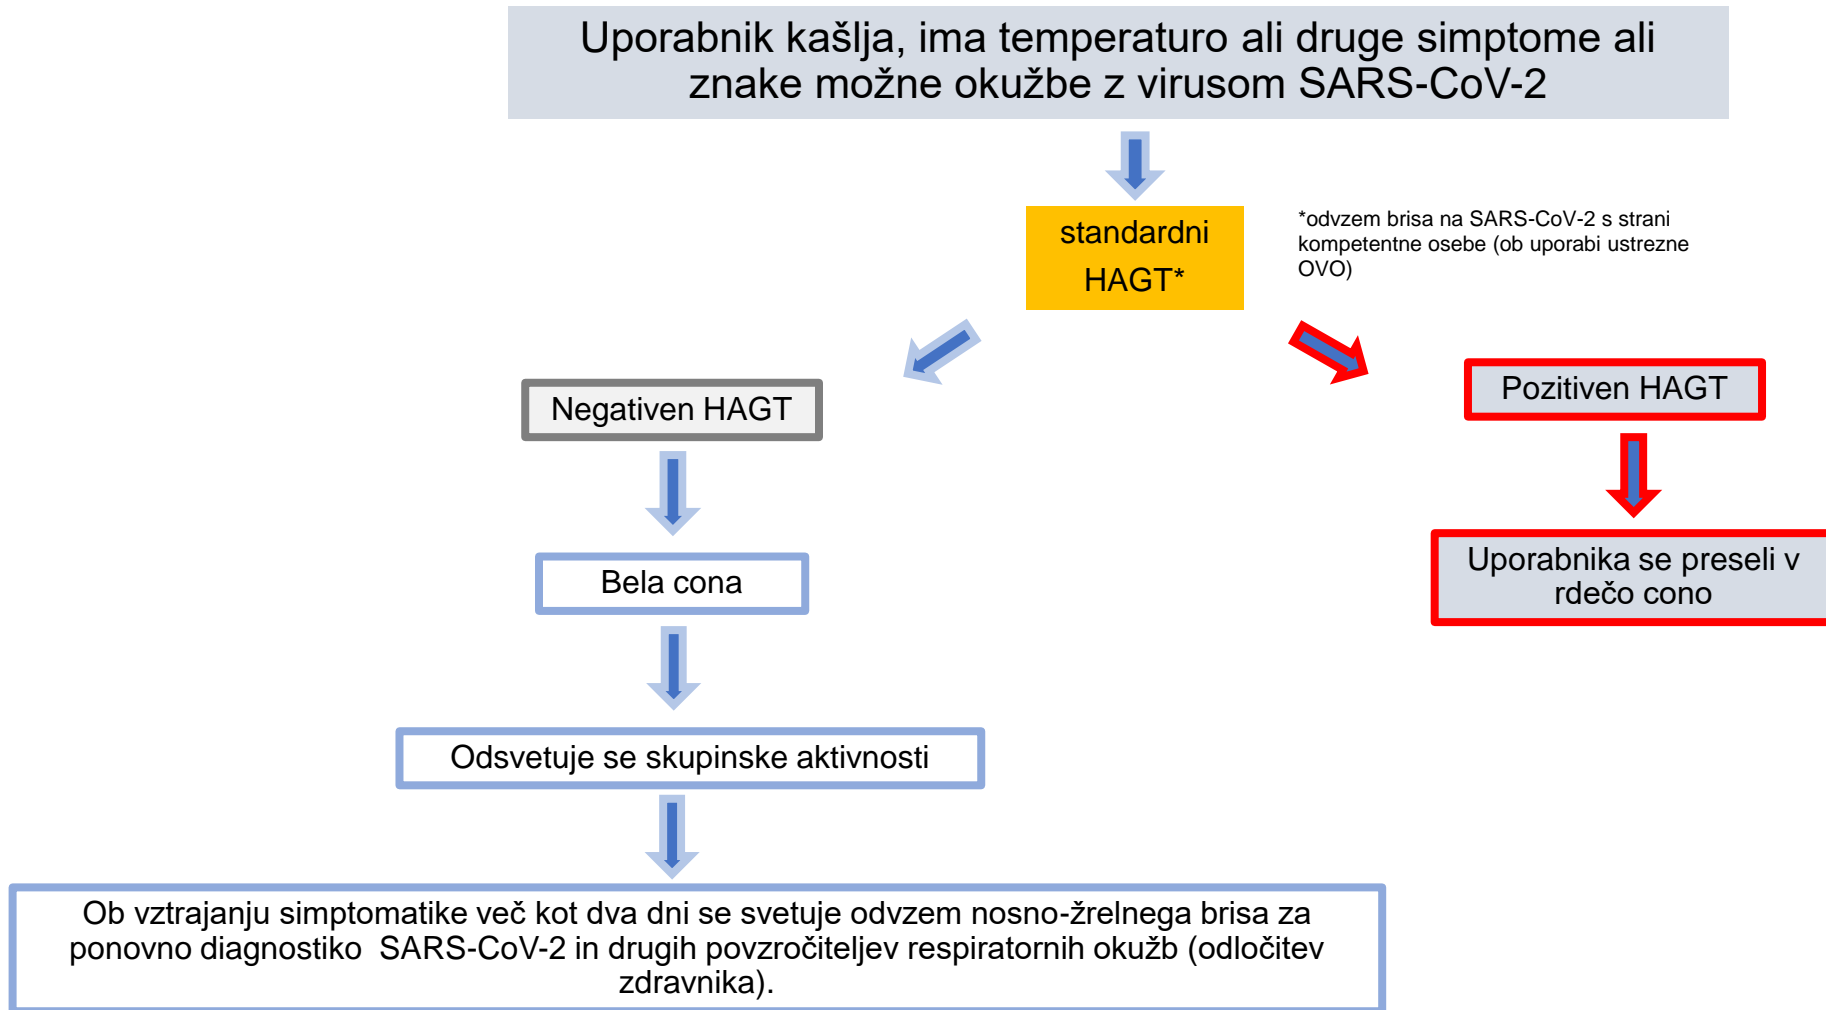 Uporabnik kašlja, ima temperaturo ali druge simptome ali
znake možne okužbe z virusom SARS-CoV-2
standardni
HAGT*
*odvzem brisa na SARS-CoV-2 s strani
kompetentne osebe (ob uporabi ustrezne
OVO)
Negativen HAGT
Pozitiven HAGT
Bela cona
Uporabnika se preseli v
rdečo cono
Odsvetuje se skupinske aktivnosti
Ob vztrajanju simptomatike več kot dva dni se svetuje odvzem nosno-žrelnega brisa za
ponovno diagnostiko  SARS-CoV-2 in drugih povzročiteljev respiratornih okužb (odločitev
zdravnika).